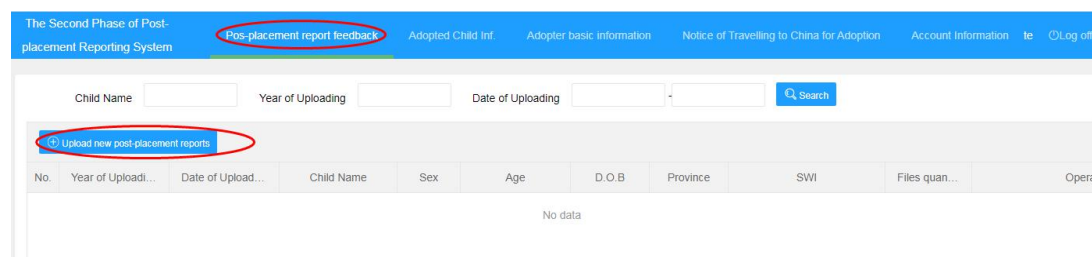 The Second Phase of Post-
placement Reporting System
Pos-placement report feedback
Adopted Child Inf.
Adopter basic information
Notice of Travelling to China for Adoption
Account Information
te
Log off
Child Name
Year of Uploading
Date of Uploading
-
Search
Upload new post-placement reports
No.
Year of Uploadi...
Date of Upload...
Child Name
Sex
Age
D.O.B
Province
SWI
Files quan...
Opera
No data